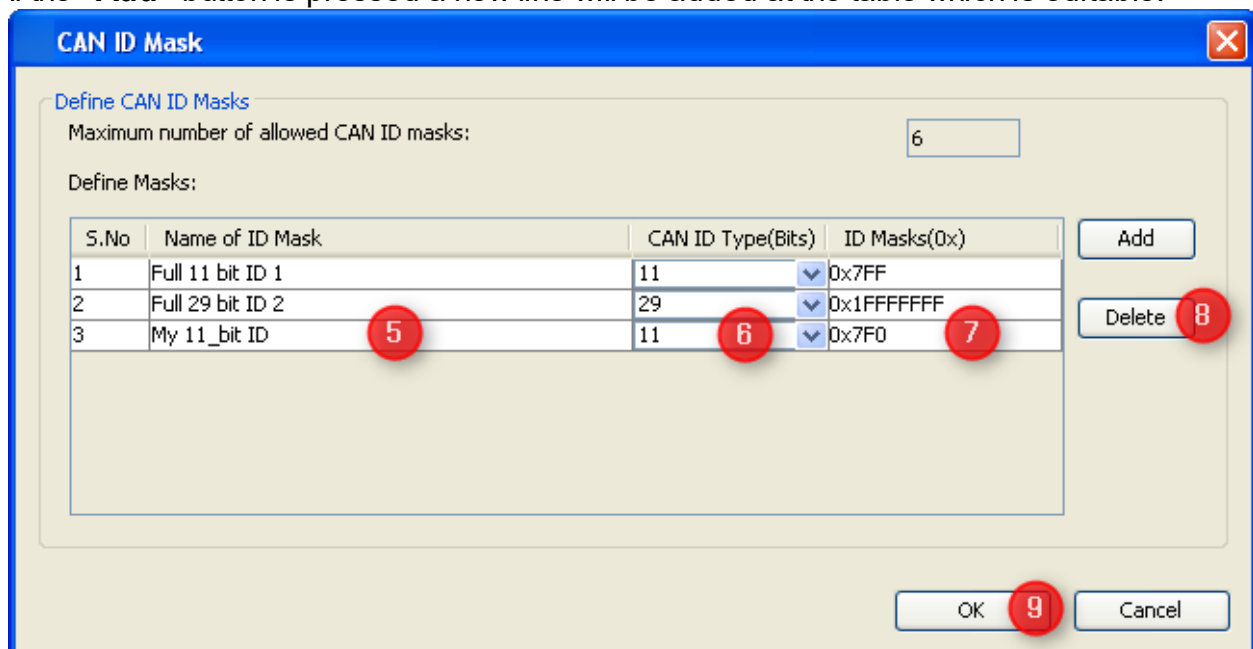 CAN ID Mask
Define CAN ID Masks
Maximum number of allowed CAN ID masks: 6
Define Masks:
S.No Name of ID Mask CAN ID Type(Bits) ID Masks(0x) Add
1 Full 11 bit ID 1 11 0x7FF
2 Full 29 bit ID 2 29 0x1FFFFFFF
Delete 8
3 My 11_bit ID 5 11 6 0x7F0 7
OK 9 Cancel